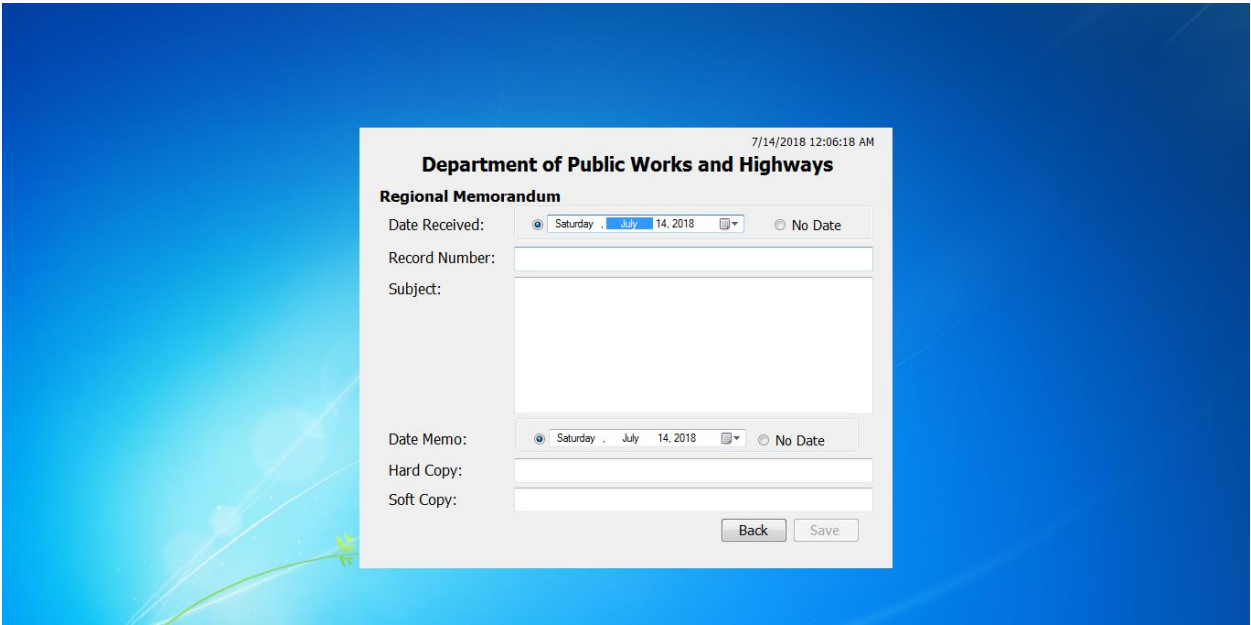 7/14/2018 12:06:18 AM
Department of Public Works and Highways
Regional Memorandum
Date Received: Saturday , July 14, 2018 No Date
Record Number:
Subject:
Date Memo: Saturday , July 14, 2018 No Date
Hard Copy:
Soft Copy:
Back Save